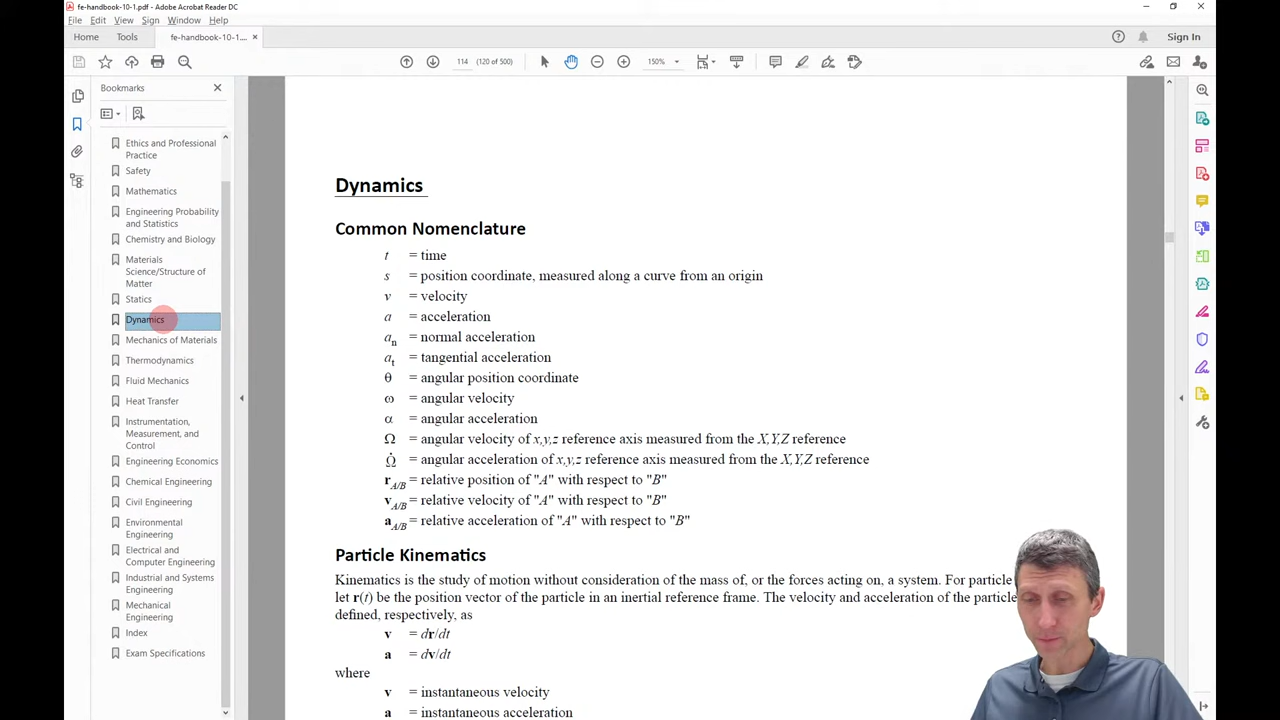 fe-handbook-10-1.pdf - Adobe Acrobat Reader DC
File Edit View Sign Window Help
Home Tools fe-handbook-10-1.... × Sign In
114 (120 of 500) 150%
Bookmarks
Ethics and Professional
Practice
Safety
Mathematics
Engineering Probability
and Statistics
Chemistry and Biology
Materials
Science/Structure of
Matter
Statics
Dynamics
Mechanics of Materials
Thermodynamics
Fluid Mechanics
Heat Transfer
Instrumentation,
Measurement, and
Control
Engineering Economics
Chemical Engineering
Civil Engineering
Environmental
Engineering
Electrical and
Computer Engineering
Industrial and Systems
Engineering
Mechanical
Engineering
Index
Exam Specifications
Dynamics
Common Nomenclature
t = time
s = position coordinate, measured along a curve from an origin
v = velocity
a = acceleration
aₙ = normal acceleration
aₜ = tangential acceleration
θ = angular position coordinate
ω = angular velocity
α = angular acceleration
Ω = angular velocity of x,y,z reference axis measured from the X,Y,Z reference
Ω̇ = angular acceleration of x,y,z reference axis measured from the X,Y,Z reference
r_A/B = relative position of "A" with respect to "B"
v_A/B = relative velocity of "A" with respect to "B"
a_A/B = relative acceleration of "A" with respect to "B"
Particle Kinematics
Kinematics is the study of motion without consideration of the mass of, or the forces acting on, a system. For particle
let r(t) be the position vector of the particle in an inertial reference frame. The velocity and acceleration of the particle
defined, respectively, as
v = dr/dt
a = dv/dt
where
v = instantaneous velocity
a = instantaneous acceleration